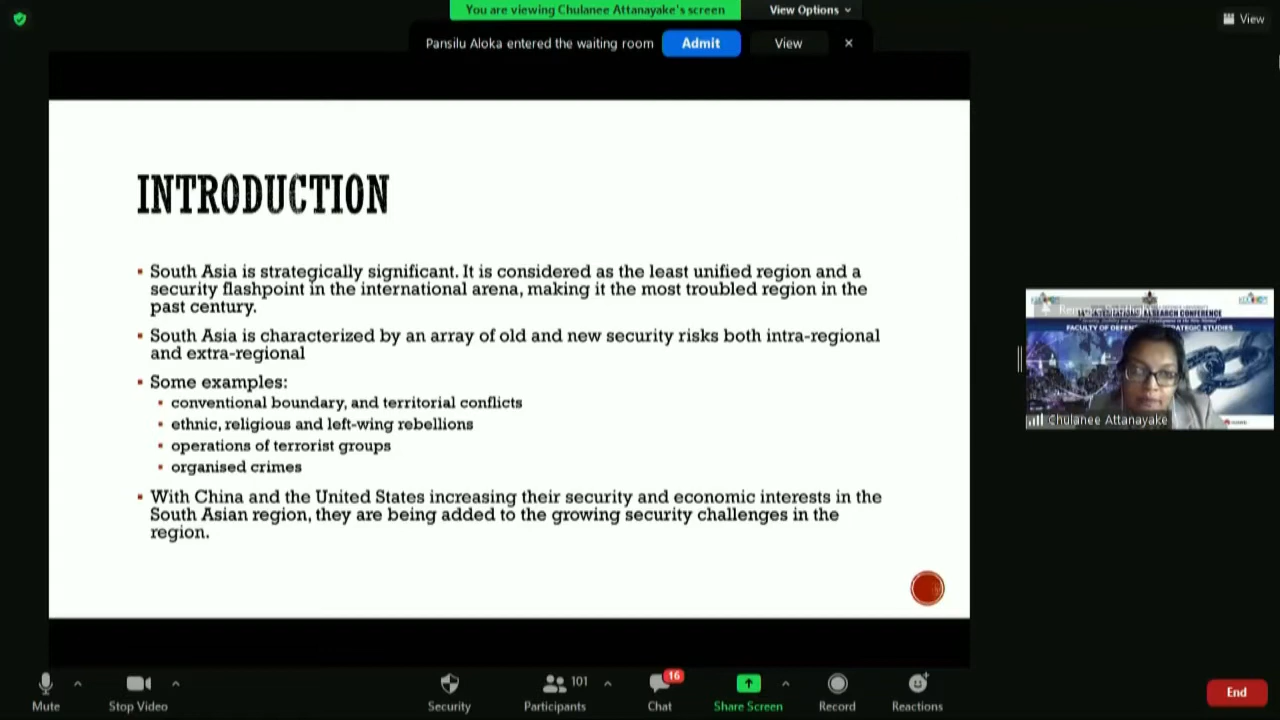 You are viewing Chulanee Attanayake's screen
View Options
View
Pansilu Aloka entered the waiting room
Admit
View
INTRODUCTION
South Asia is strategically significant. It is considered as the least unified region and a
security flashpoint in the international arena, making it the most troubled region in the
past century.
South Asia is characterized by an array of old and new security risks both intra-regional
and extra-regional
Some examples:
conventional boundary, and territorial conflicts
ethnic, religious and left-wing rebellions
operations of terrorist groups
organised crimes
With China and the United States increasing their security and economic interests in the
South Asian region, they are being added to the growing security challenges in the
region.
Chulanee Attanayake
Mute
Stop Video
Security
101
Participants
16
Chat
Share Screen
Record
Reactions
End